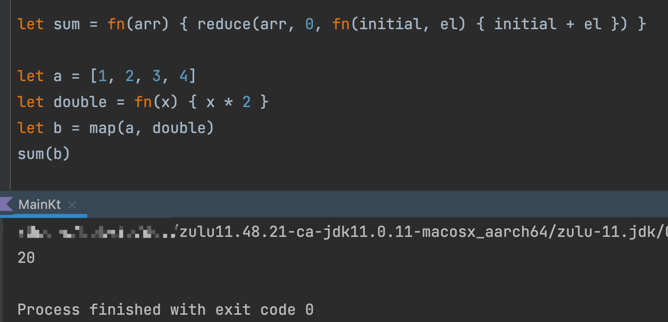 let sum = fn(arr) { reduce(arr, 0, fn(initial, el) { initial + el }) }
let a = [1, 2, 3, 4]
let double = fn(x) { x * 2 }
let b = map(a, double)
sum(b)
MainKt
/zulu11.48.21-ca-jdk11.0.11-macosx_aarch64/zulu-11.jdk/
20
Process finished with exit code 0